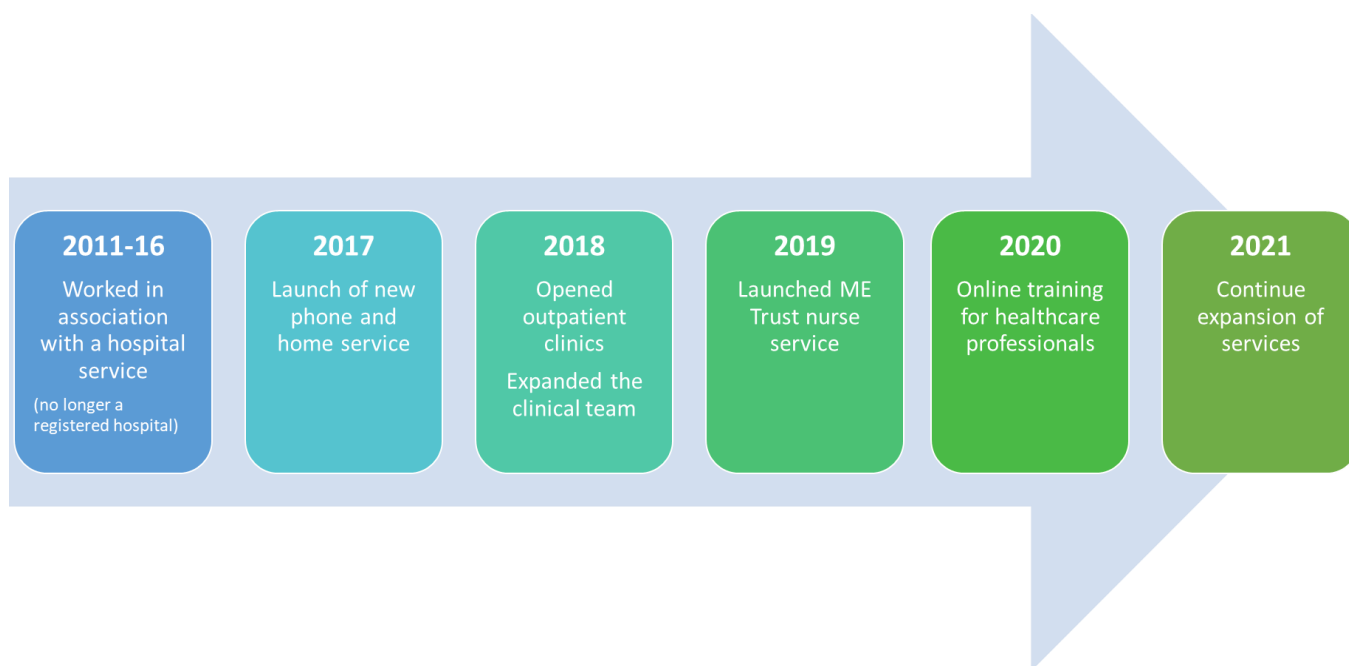 2011-16
Worked in
association
with a hospital
service
(no longer a
registered hospital)
2017
Launch of new
phone and
home service
2018
Opened
outpatient
clinics
Expanded the
clinical team
2019
Launched ME
Trust nurse
service
2020
Online training
for healthcare
professionals
2021
Continue
expansion of
services